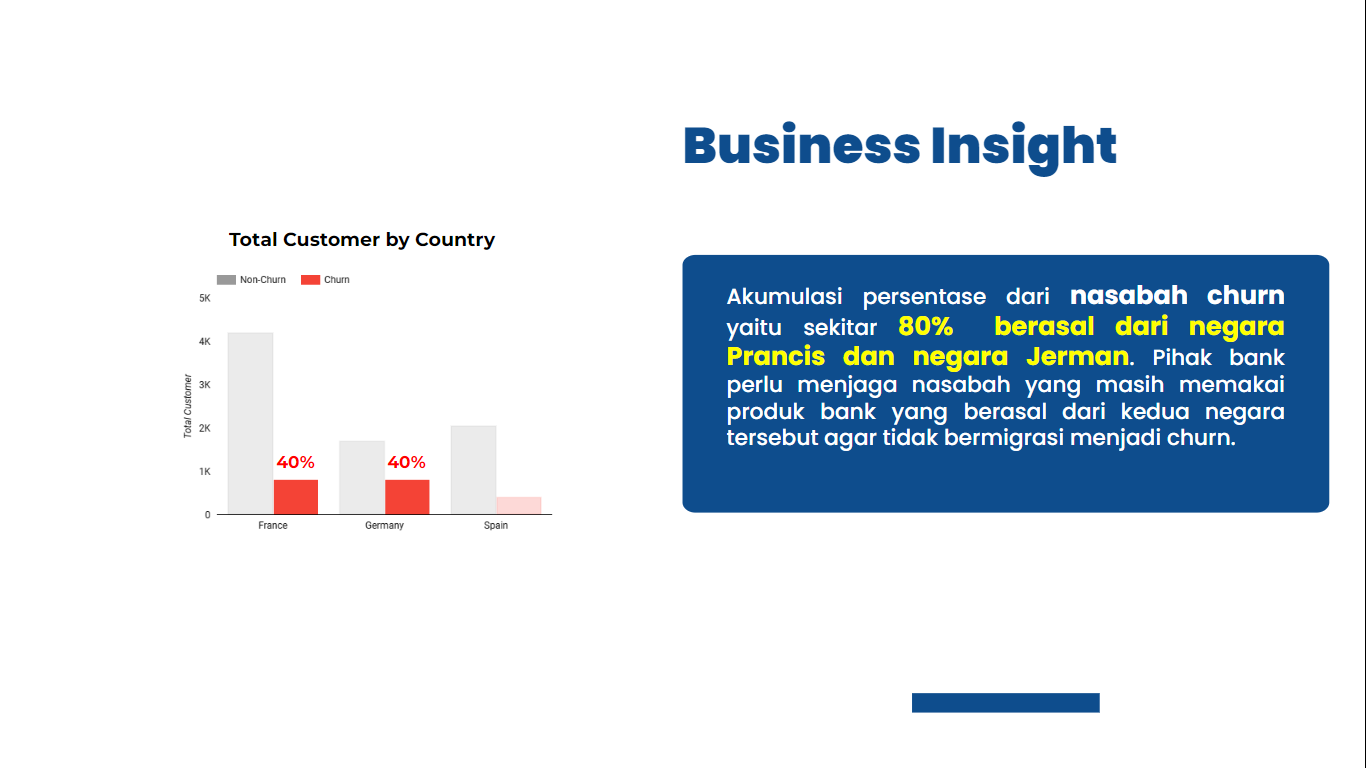 Business Insight
Total Customer by Country
Non-Churn Churn
5K
4K
3K
2K
1K
0
Total Customer
40%
40%
France
Germany
Spain
Akumulasi persentase dari nasabah churn
yaitu sekitar 80% berasal dari negara
Prancis dan negara Jerman. Pihak bank
perlu menjaga nasabah yang masih memakai
produk bank yang berasal dari kedua negara
tersebut agar tidak bermigrasi menjadi churn.